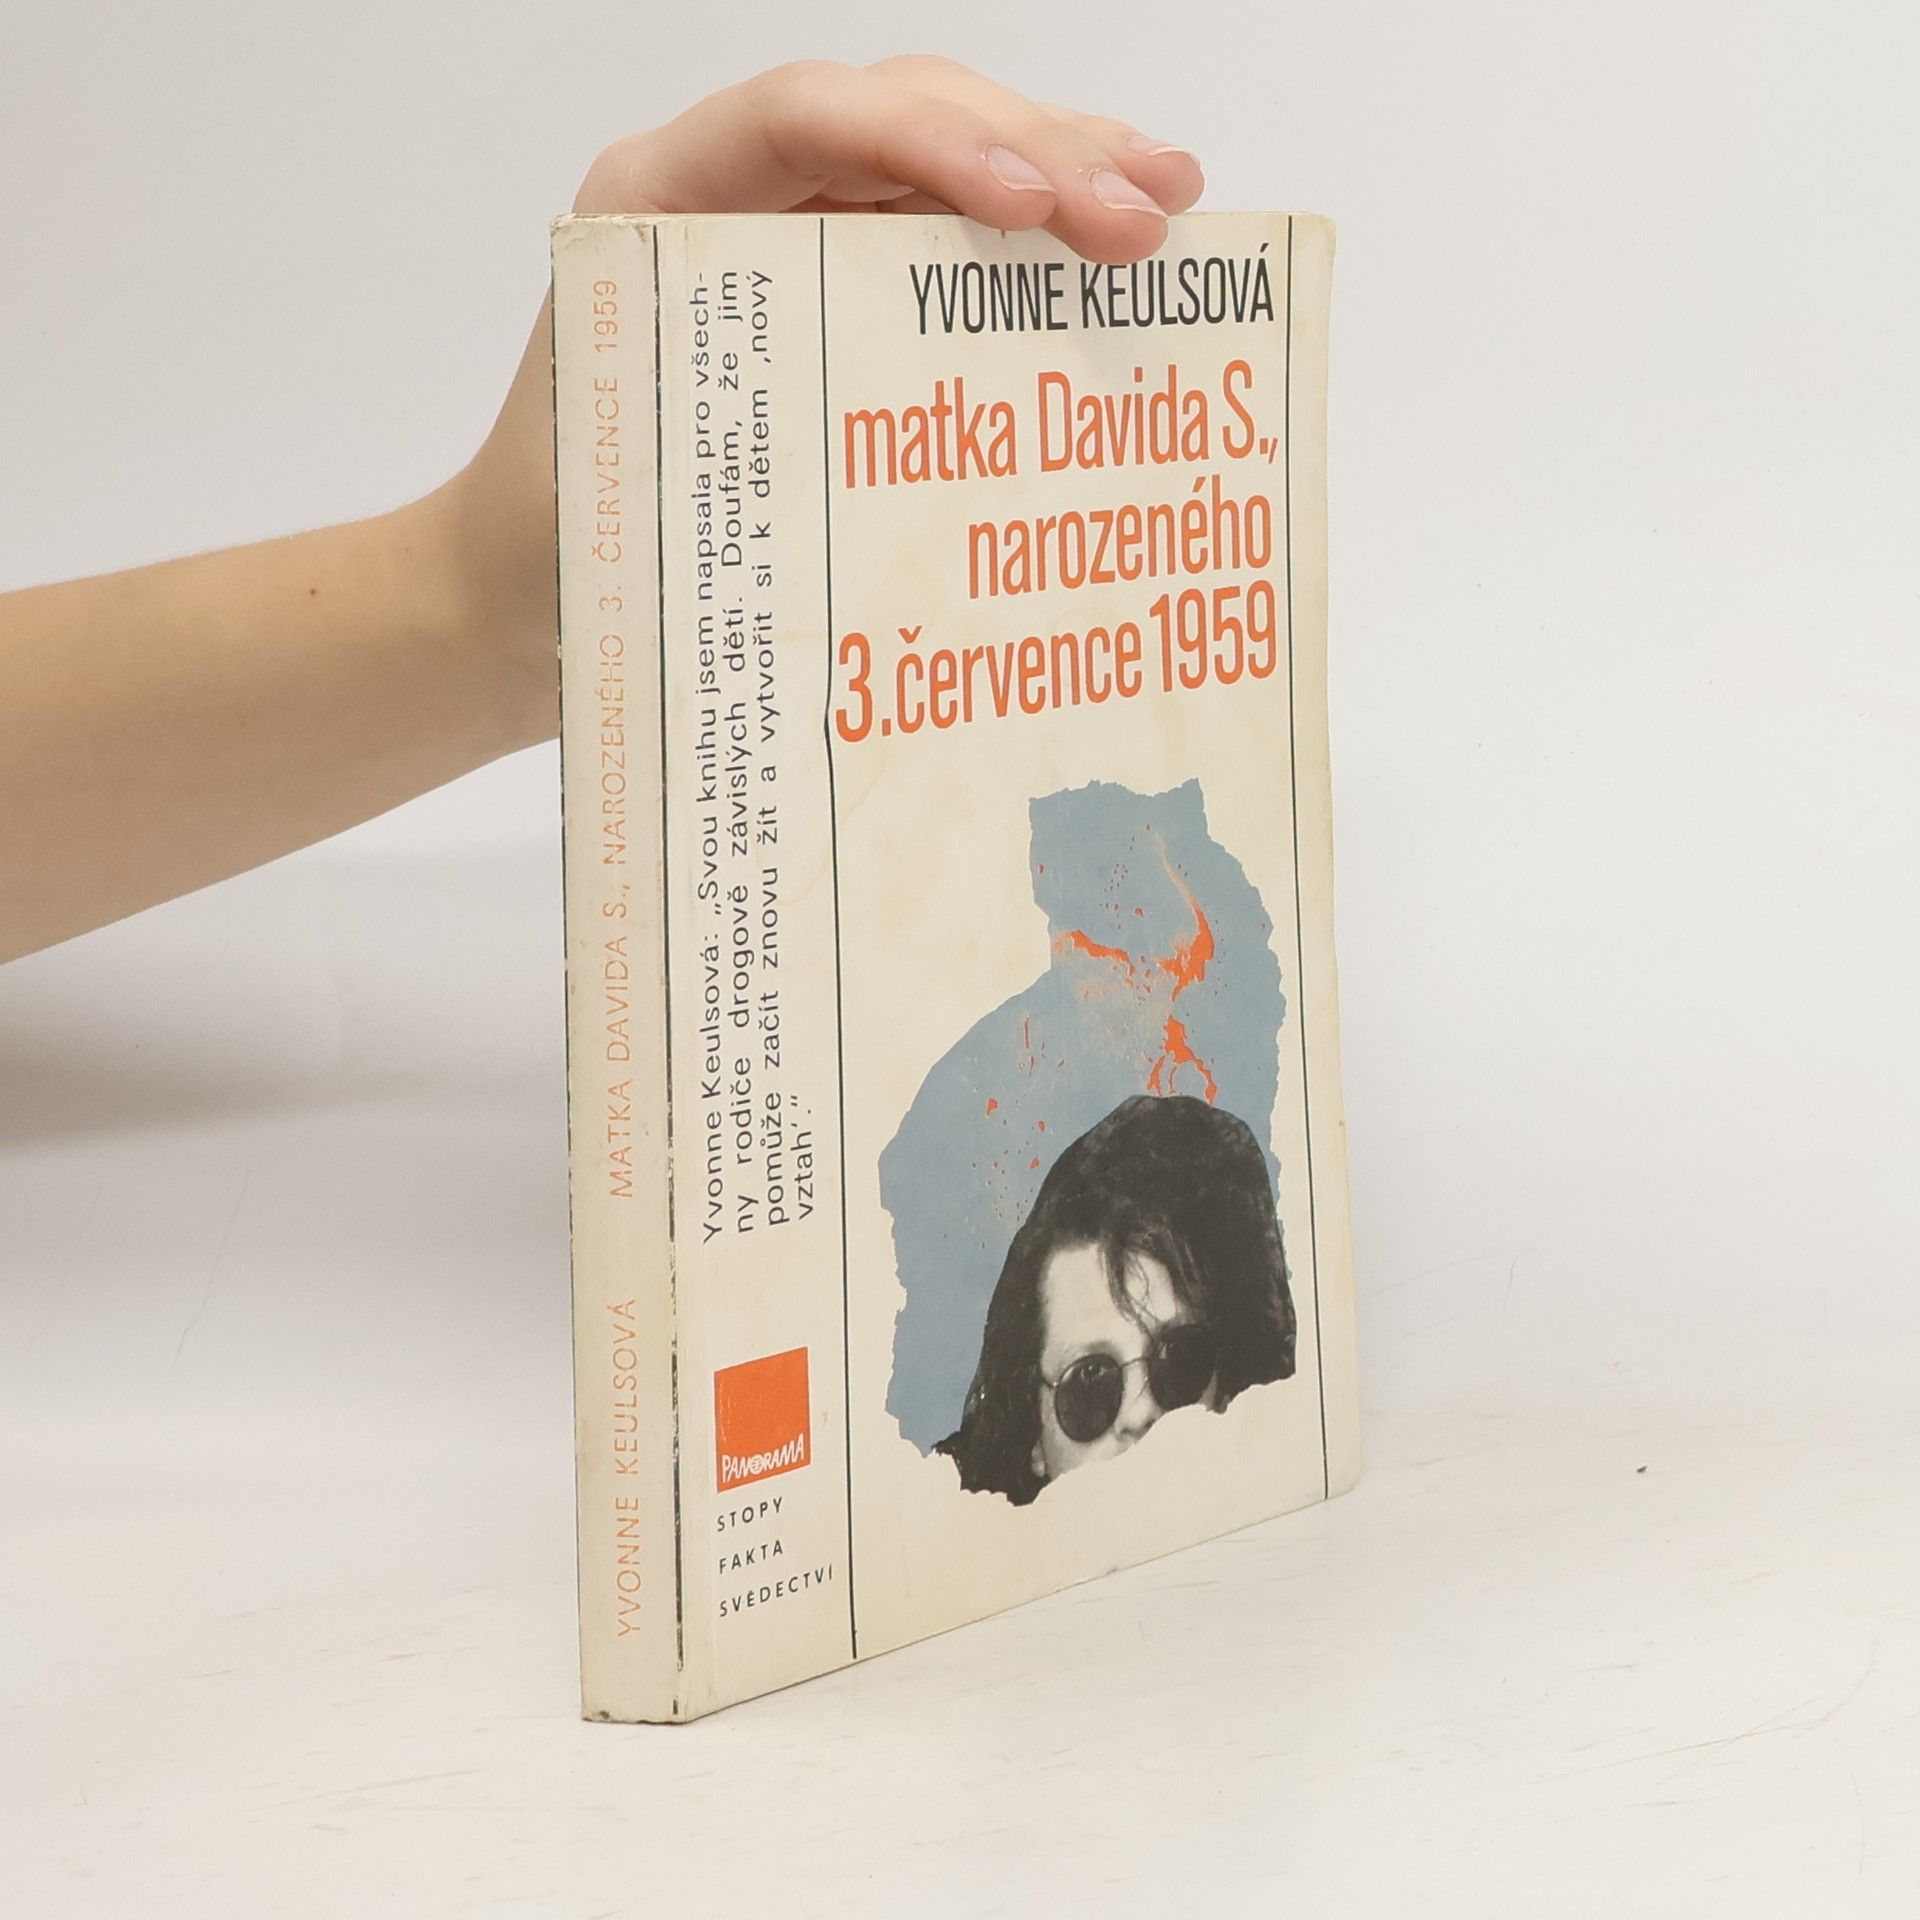 YVONNE KEULSOVÁ
matka Davida S.,
narozeného
3. července 1959
Yvonne Keulsová: „Svou knihu jsem napsala pro všech-
ny rodiče drogově závislých dětí. Doufám, že jim
pomůže začít znovu žít a vytvořit si k dětem ‚nový
vztah‘.“
PANORAMA
STOPY
FAKTA
SVĚDECTVÍ
YVONNE KEULSOVÁ MATKA DAVIDA S., NAROZENÉHO 3. ČERVENCE 1959